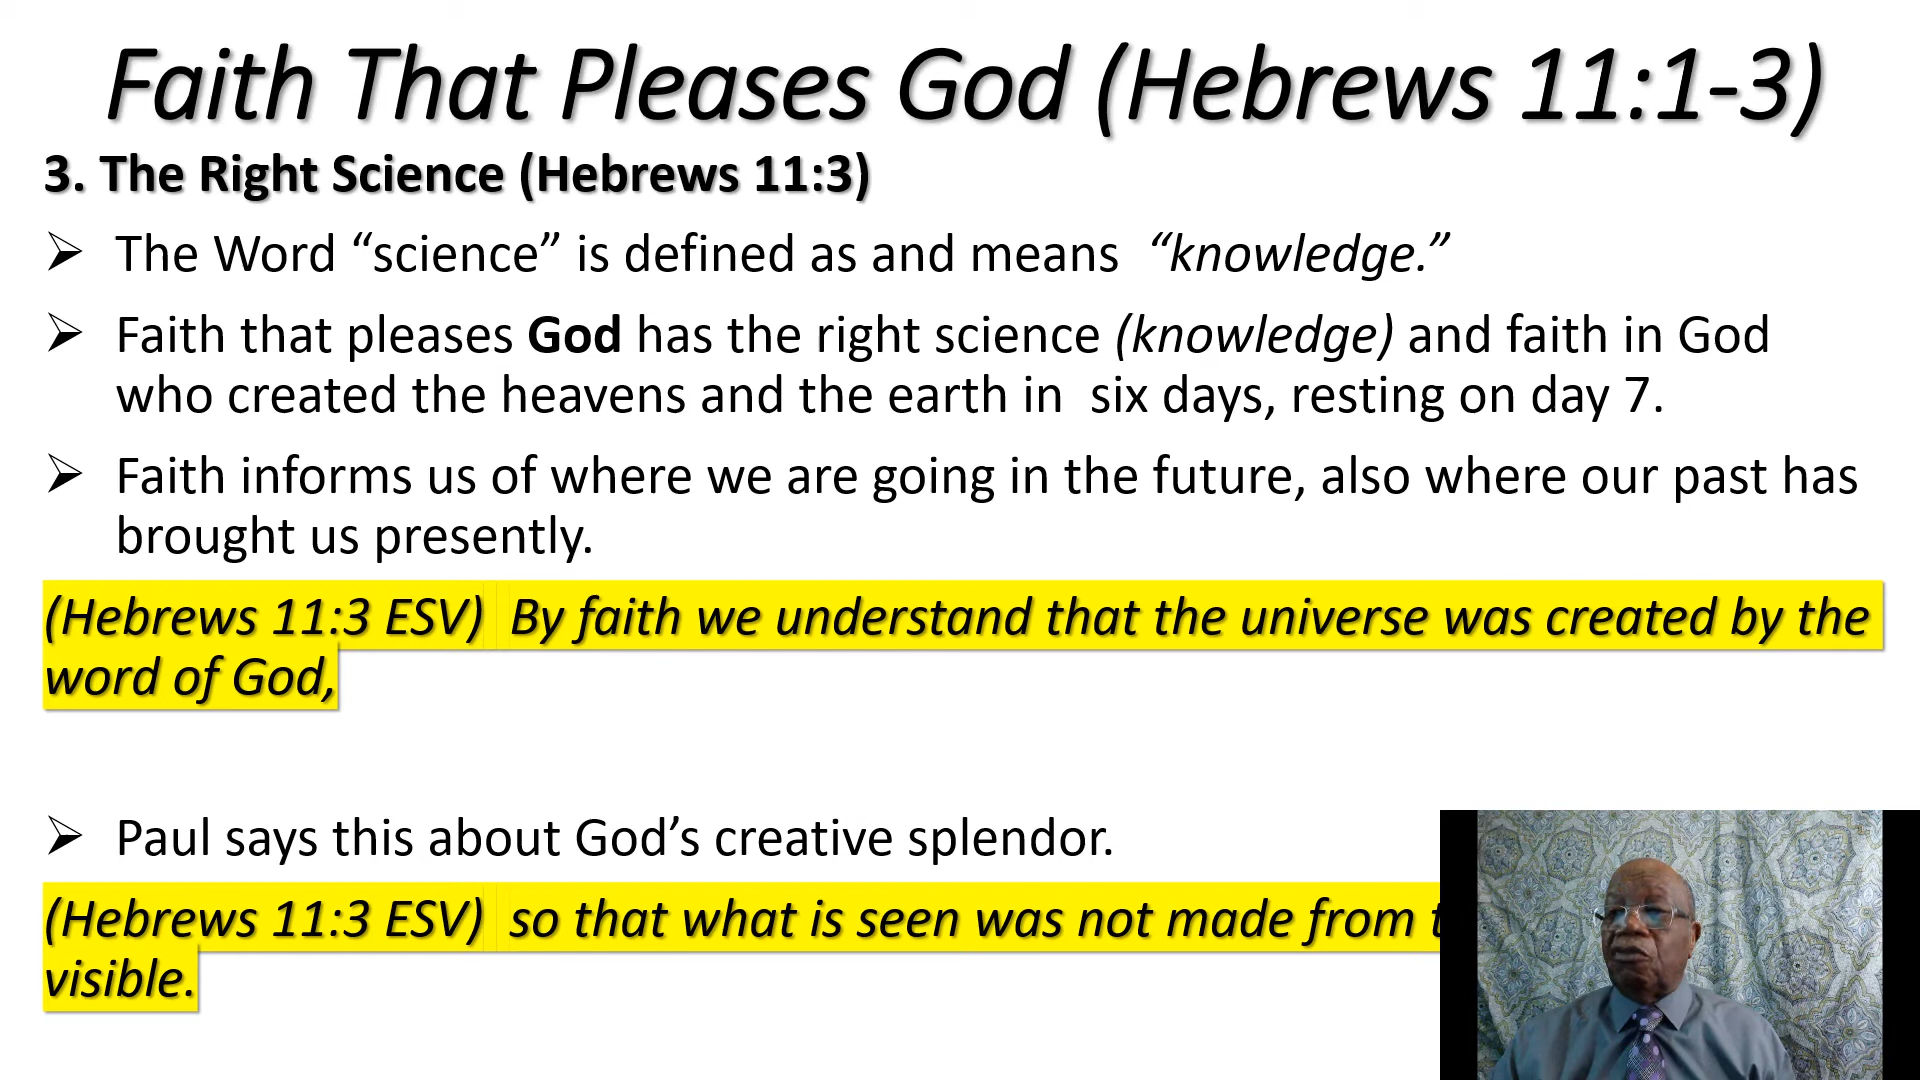 Faith That Pleases God (Hebrews 11:1-3)
3. The Right Science (Hebrews 11:3)
➢ The Word “science” is defined as and means “knowledge.”
➢ Faith that pleases God has the right science (knowledge) and faith in God
who created the heavens and the earth in six days, resting on day 7.
➢ Faith informs us of where we are going in the future, also where our past has
brought us presently.
(Hebrews 11:3 ESV) By faith we understand that the universe was created by the
word of God,
➢ Paul says this about God’s creative splendor.
(Hebrews 11:3 ESV) so that what is seen was not made from
visible.